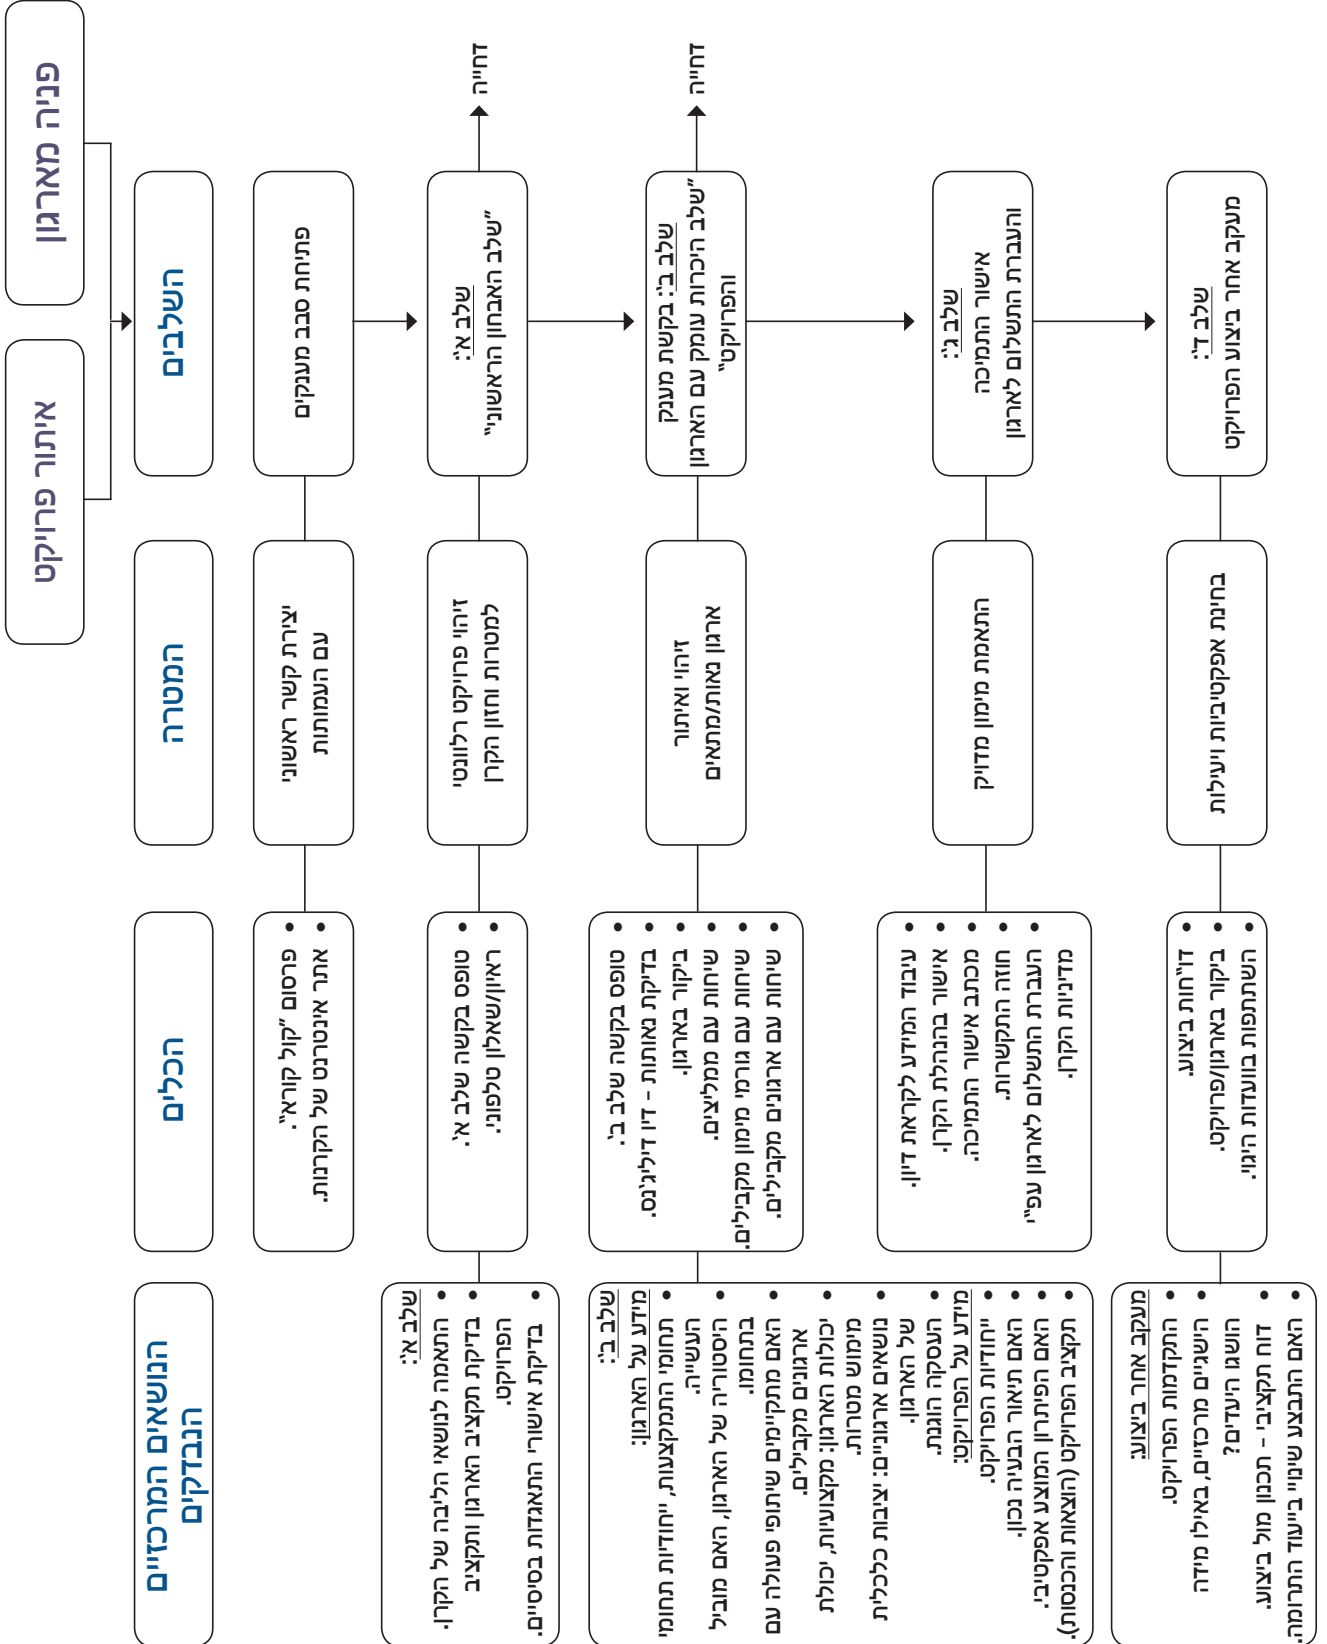 פניה מארגון
איתור פרויקט
השלבים
המטרה
הכלים
הנושאים המרכזיים
הנבדקים
פתיחת סבב מענקים
יצירת קשר ראשוני
עם העמותות
• פרסום "קול קורא".
• אתר אינטרנט של הקרנות.
דחייה
שלב א':
"שלב האבחון הראשוני"
זיהוי פרויקט רלוונטי
למטרות וחזון הקרן
• טופס בקשה שלב א'.
• ראיון/שאלון טלפוני.
שלב א':
• התאמה לנושאי הליבה של הקרן.
• בדיקת תקציב הארגון ותקציב
הפרויקט.
• בדיקת אישורי התאגדות בסיסיים.
דחייה
שלב ב': בקשת מענק
"שלב היכרות עומק עם הארגון
והפרויקט"
זיהוי ואיתור
ארגון נאות/מתאים
• טופס בקשה שלב ב'.
• בדיקת נאותות - דיו דיליג'נס.
• ביקור בארגון.
• שיחות עם ממליצים.
• שיחות עם גורמי מימון מקבילים.
• שיחות עם ארגונים מקבילים.
שלב ב':
מידע על הארגון:
• תחומי התמקצעות, ייחודיות תחומי
העשייה.
• היסטוריה של הארגון, האם מוביל
בתחומו.
• האם מתקיימים שיתופי פעולה עם
ארגונים מקבילים.
• יכולות הארגון: מקצועיות, יכולת
מימוש מטרות.
• נושאים ארגוניים: יציבות כלכלית
של הארגון.
• העסקה הוגנת.
מידע על הפרויקט:
• ייחודיות הפרויקט.
• האם תיאור הבעיה נכון.
• האם הפיתרון המוצע אפקטיבי.
• תקציב הפרויקט (הוצאות והכנסות).
שלב ג':
אישור התמיכה
והעברת התשלום לארגון
התאמת מימון מדויק
• עיבוד המידע לקראת דיון.
• אישור בהנהלת הקרן.
• מכתב אישור התמיכה.
• חוזה התקשרות.
• העברת התשלום לארגון עפ"י
מדיניות הקרן.
שלב ד':
מעקב אחר ביצוע הפרויקט
בחינת אפקטיביות ויעילות
• דו"חות ביצוע.
• ביקור בארגון/פרויקט.
• השתתפות בוועדות היגוי.
מעקב אחר ביצוע:
• התקדמות הפרויקט.
• הישגים מרכזיים, באילו מידה
הושגו היעדים?
• דוח תקציבי - תכנון מול ביצוע.
• האם התבצע שינויי בייעוד התרומה.